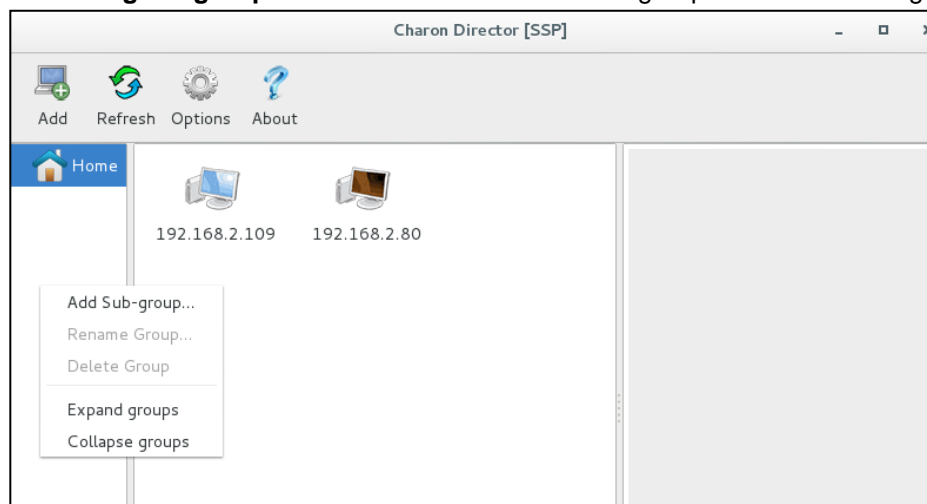 Charon Director [SSP]
Add Refresh Options About
Home
192.168.2.109 192.168.2.80
Add Sub-group...
Rename Group...
Delete Group
Expand groups
Collapse groups